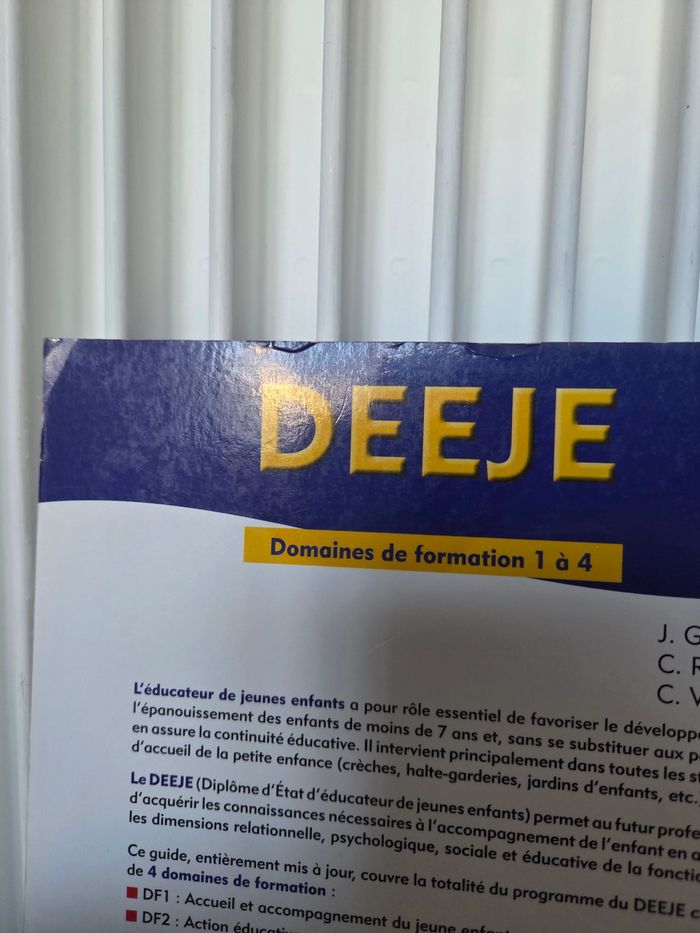 DEEJE
Domaines de formation 1 à 4
J. G
C. R
C. V
L'éducateur de jeunes enfants a pour rôle essentiel de favoriser le développe
l'épanouissement des enfants de moins de 7 ans et, sans se substituer aux p
en assure la continuité éducative. Il intervient principalement dans toutes les st
d'accueil de la petite enfance (crèches, halte-garderies, jardins d'enfants, etc.
Le DEEJE (Diplôme d'État d'éducateur de jeunes enfants) permet au futur profe
d'acquérir les connaissances nécessaires à l'accompagnement de l'enfant en a
les dimensions relationnelle, psychologique, sociale et éducative de la fonctio
Ce guide, entièrement mis à jour, couvre la totalité du programme du DEEJE c
de 4 domaines de formation :
DF1 : Accueil et accompagnement du jeune enfant
DF2 : Action éducative